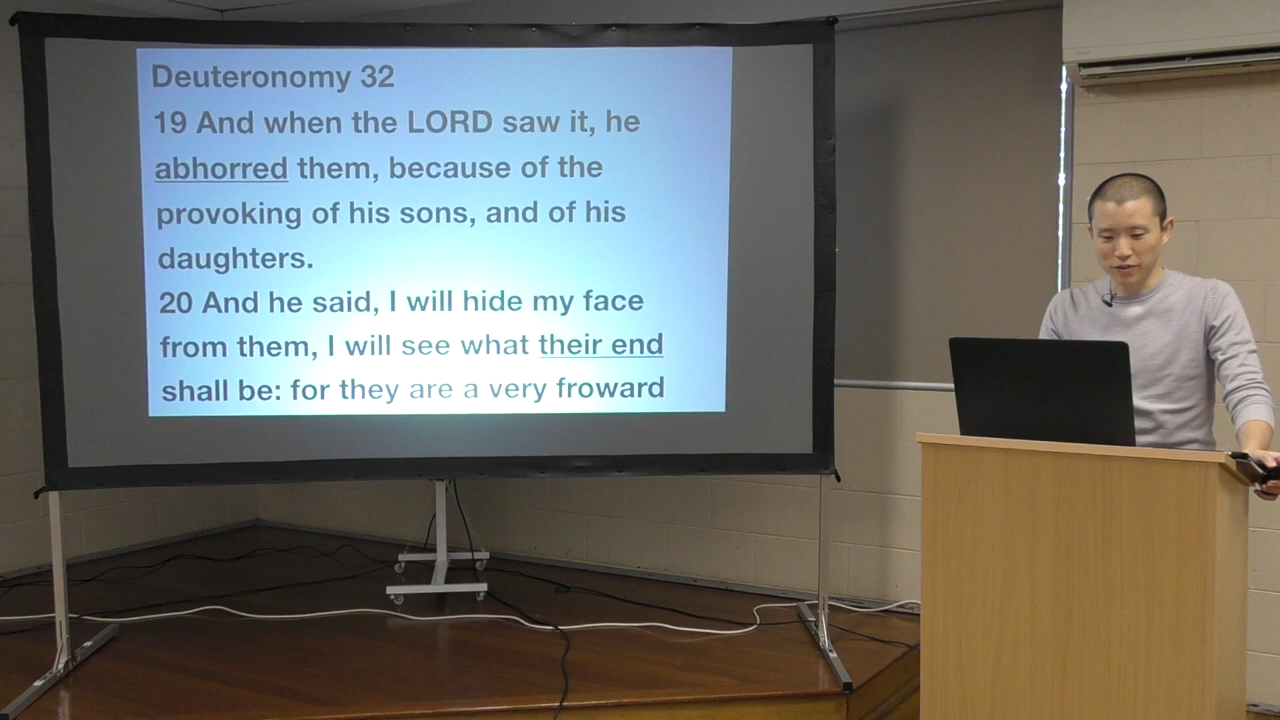 Deuteronomy 32
19 And when the LORD saw it, he
abhorred them, because of the
provoking of his sons, and of his
daughters.
20 And he said, I will hide my face
from them, I will see what their end
shall be: for they are a very froward